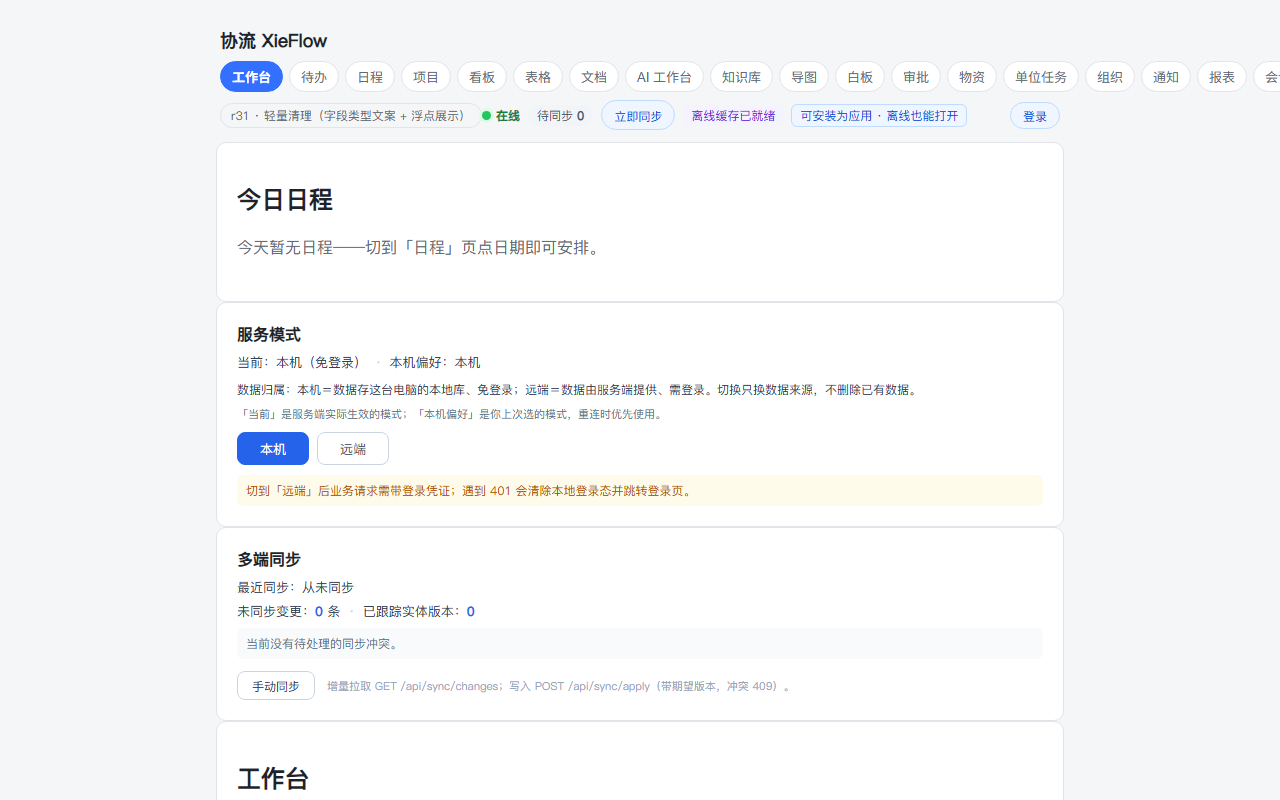 协流 XieFlow
工作台 待办 日程 项目 看板 表格 文档 AI 工作台 知识库 导图 白板 审批 物资 单位任务 组织 通知 报表
r31 · 轻量清理（字段类型文案 + 浮点展示） 在线 待同步 0 立即同步 离线缓存已就绪 可安装为应用 · 离线也能打开 登录
今日日程
今天暂无日程——切到「日程」页点日期即可安排。
服务模式
当前：本机（免登录） · 本机偏好：本机
数据归属：本机＝数据存这台电脑的本地库、免登录；远端＝数据由服务端提供、需登录。切换只换数据来源，不删除已有数据。
「当前」是服务端实际生效的模式；「本机偏好」是你上次选的模式，重连时优先使用。
本机 远端
切到「远端」后业务请求需带登录凭证；遇到 401 会清除本地登录态并跳转登录页。
多端同步
最近同步：从未同步
未同步变更：0 条 · 已跟踪实体版本：0
当前没有待处理的同步冲突。
手动同步 增量拉取 GET /api/sync/changes；写入 POST /api/sync/apply（带期望版本，冲突 409）。
工作台